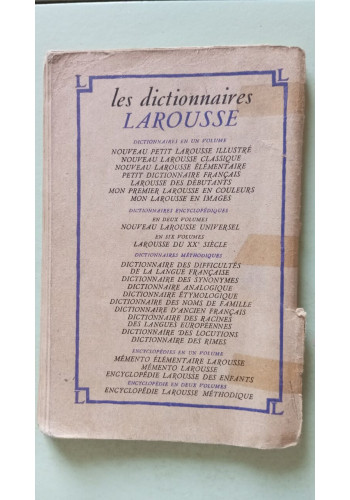 L L
les dictionnaires
LAROUSSE
DICTIONNAIRES EN UN VOLUME
NOUVEAU PETIT LAROUSSE ILLUSTRÉ
NOUVEAU LAROUSSE CLASSIQUE
NOUVEAU LAROUSSE ÉLÉMENTAIRE
PETIT DICTIONNAIRE FRANÇAIS
LAROUSSE DES DÉBUTANTS
MON PREMIER LAROUSSE EN COULEURS
MON LAROUSSE EN IMAGES
DICTIONNAIRES ENCYCLOPÉDIQUES
EN DEUX VOLUMES
NOUVEAU LAROUSSE UNIVERSEL
EN SIX VOLUMES
LAROUSSE DU XXe SIÈCLE
DICTIONNAIRES MÉTHODIQUES
DICTIONNAIRE DES DIFFICULTÉS
DE LA LANGUE FRANÇAISE
DICTIONNAIRE DES SYNONYMES
DICTIONNAIRE ANALOGIQUE
DICTIONNAIRE ÉTYMOLOGIQUE
DICTIONNAIRE DES NOMS DE FAMILLE
DICTIONNAIRE D'ANCIEN FRANÇAIS
DICTIONNAIRE DES RACINES
DES LANGUES EUROPÉENNES
DICTIONNAIRE DES LOCUTIONS
DICTIONNAIRE DES RIMES
ENCYCLOPÉDIES EN UN VOLUME
MÉMENTO ÉLÉMENTAIRE LAROUSSE
MÉMENTO LAROUSSE
ENCYCLOPÉDIE LAROUSSE DES ENFANTS
ENCYCLOPÉDIE EN DEUX VOLUMES
ENCYCLOPÉDIE LAROUSSE MÉTHODIQUE
L L